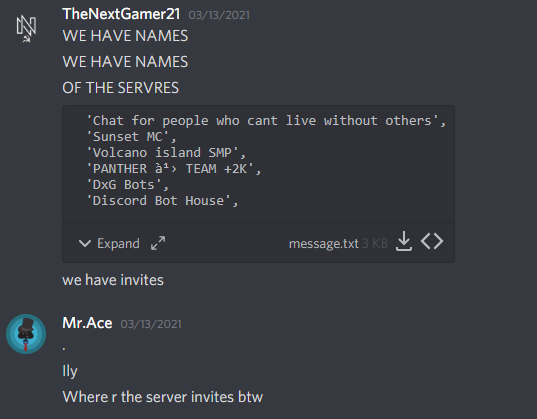 TheNextGamer21 03/13/2021
WE HAVE NAMES
WE HAVE NAMES
OF THE SERVRES
'Chat for people who cant live without others',
'Sunset MC',
'Volcano island SMP',
'PANTHER à¹› TEAM +2K',
'DxG Bots',
'Discord Bot House',
Expand message.txt 3 KB
we have invites
Mr.Ace 03/13/2021
.
Ily
Where r the server invites btw